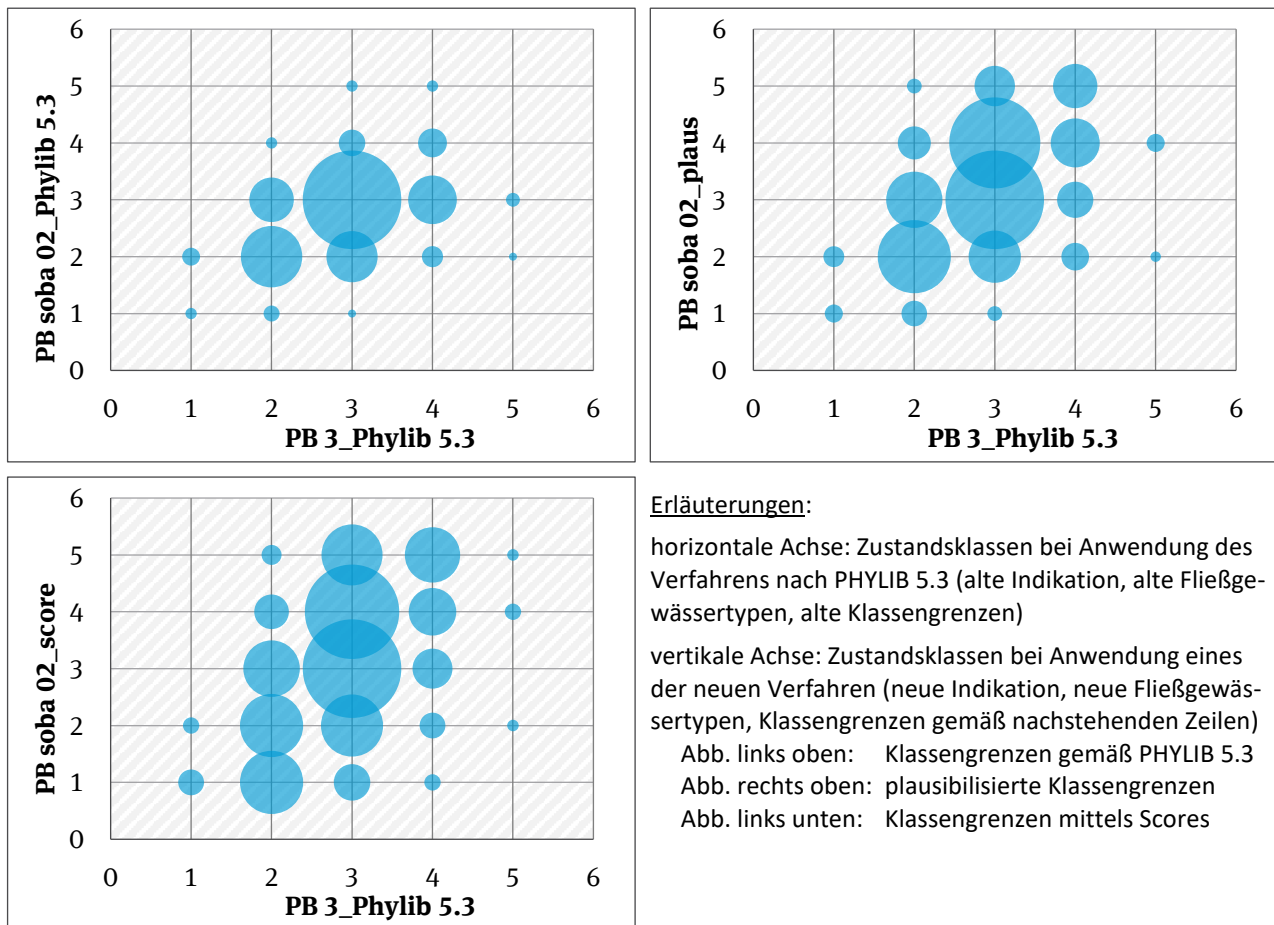 6
5
4
3
2
1
0
0 1 2 3 4 5 6
PB soba 02_Phylib 5.3
PB 3_Phylib 5.3
6
5
4
3
2
1
0
0 1 2 3 4 5 6
PB soba 02_plaus
PB 3_Phylib 5.3
6
5
4
3
2
1
0
0 1 2 3 4 5 6
PB soba 02_score
PB 3_Phylib 5.3
Erläuterungen:
horizontale Achse: Zustandsklassen bei Anwendung des
Verfahrens nach PHYLIB 5.3 (alte Indikation, alte Fließge-
wässertypen, alte Klassengrenzen)
vertikale Achse: Zustandsklassen bei Anwendung eines
der neuen Verfahren (neue Indikation, neue Fließgewäs-
sertypen, Klassengrenzen gemäß nachstehenden Zeilen)
Abb. links oben: Klassengrenzen gemäß PHYLIB 5.3
Abb. rechts oben: plausibilisierte Klassengrenzen
Abb. links unten: Klassengrenzen mittels Scores